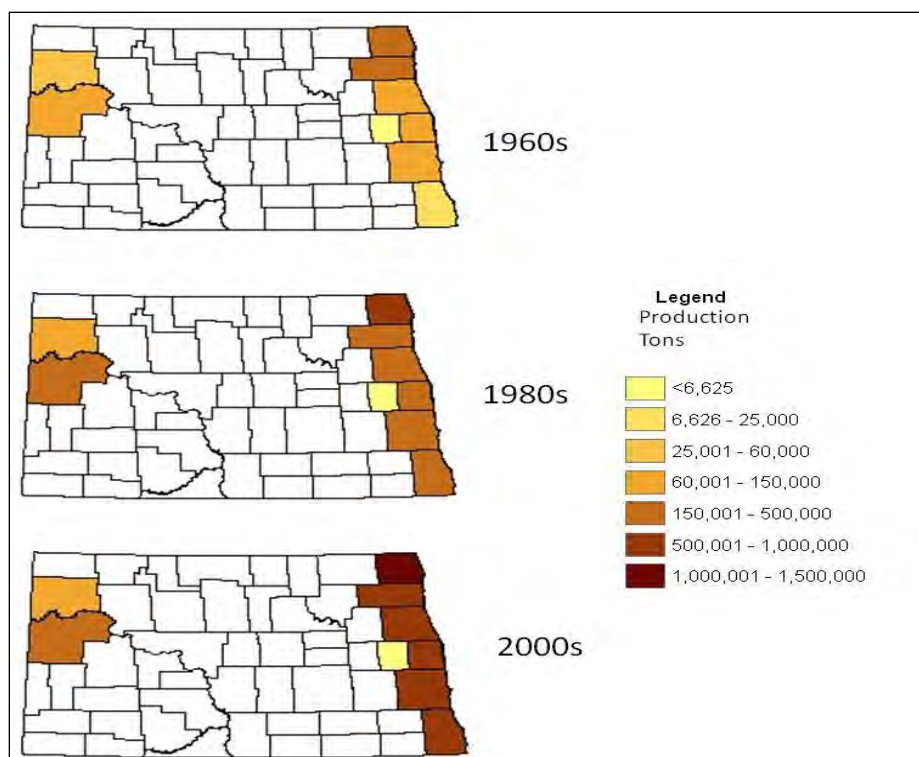 1960s
1980s
2000s
Legend
Production
Tons
<6,625
6,626 - 25,000
25,001 - 60,000
60,001 - 150,000
150,001 - 500,000
500,001 - 1,000,000
1,000,001 - 1,500,000